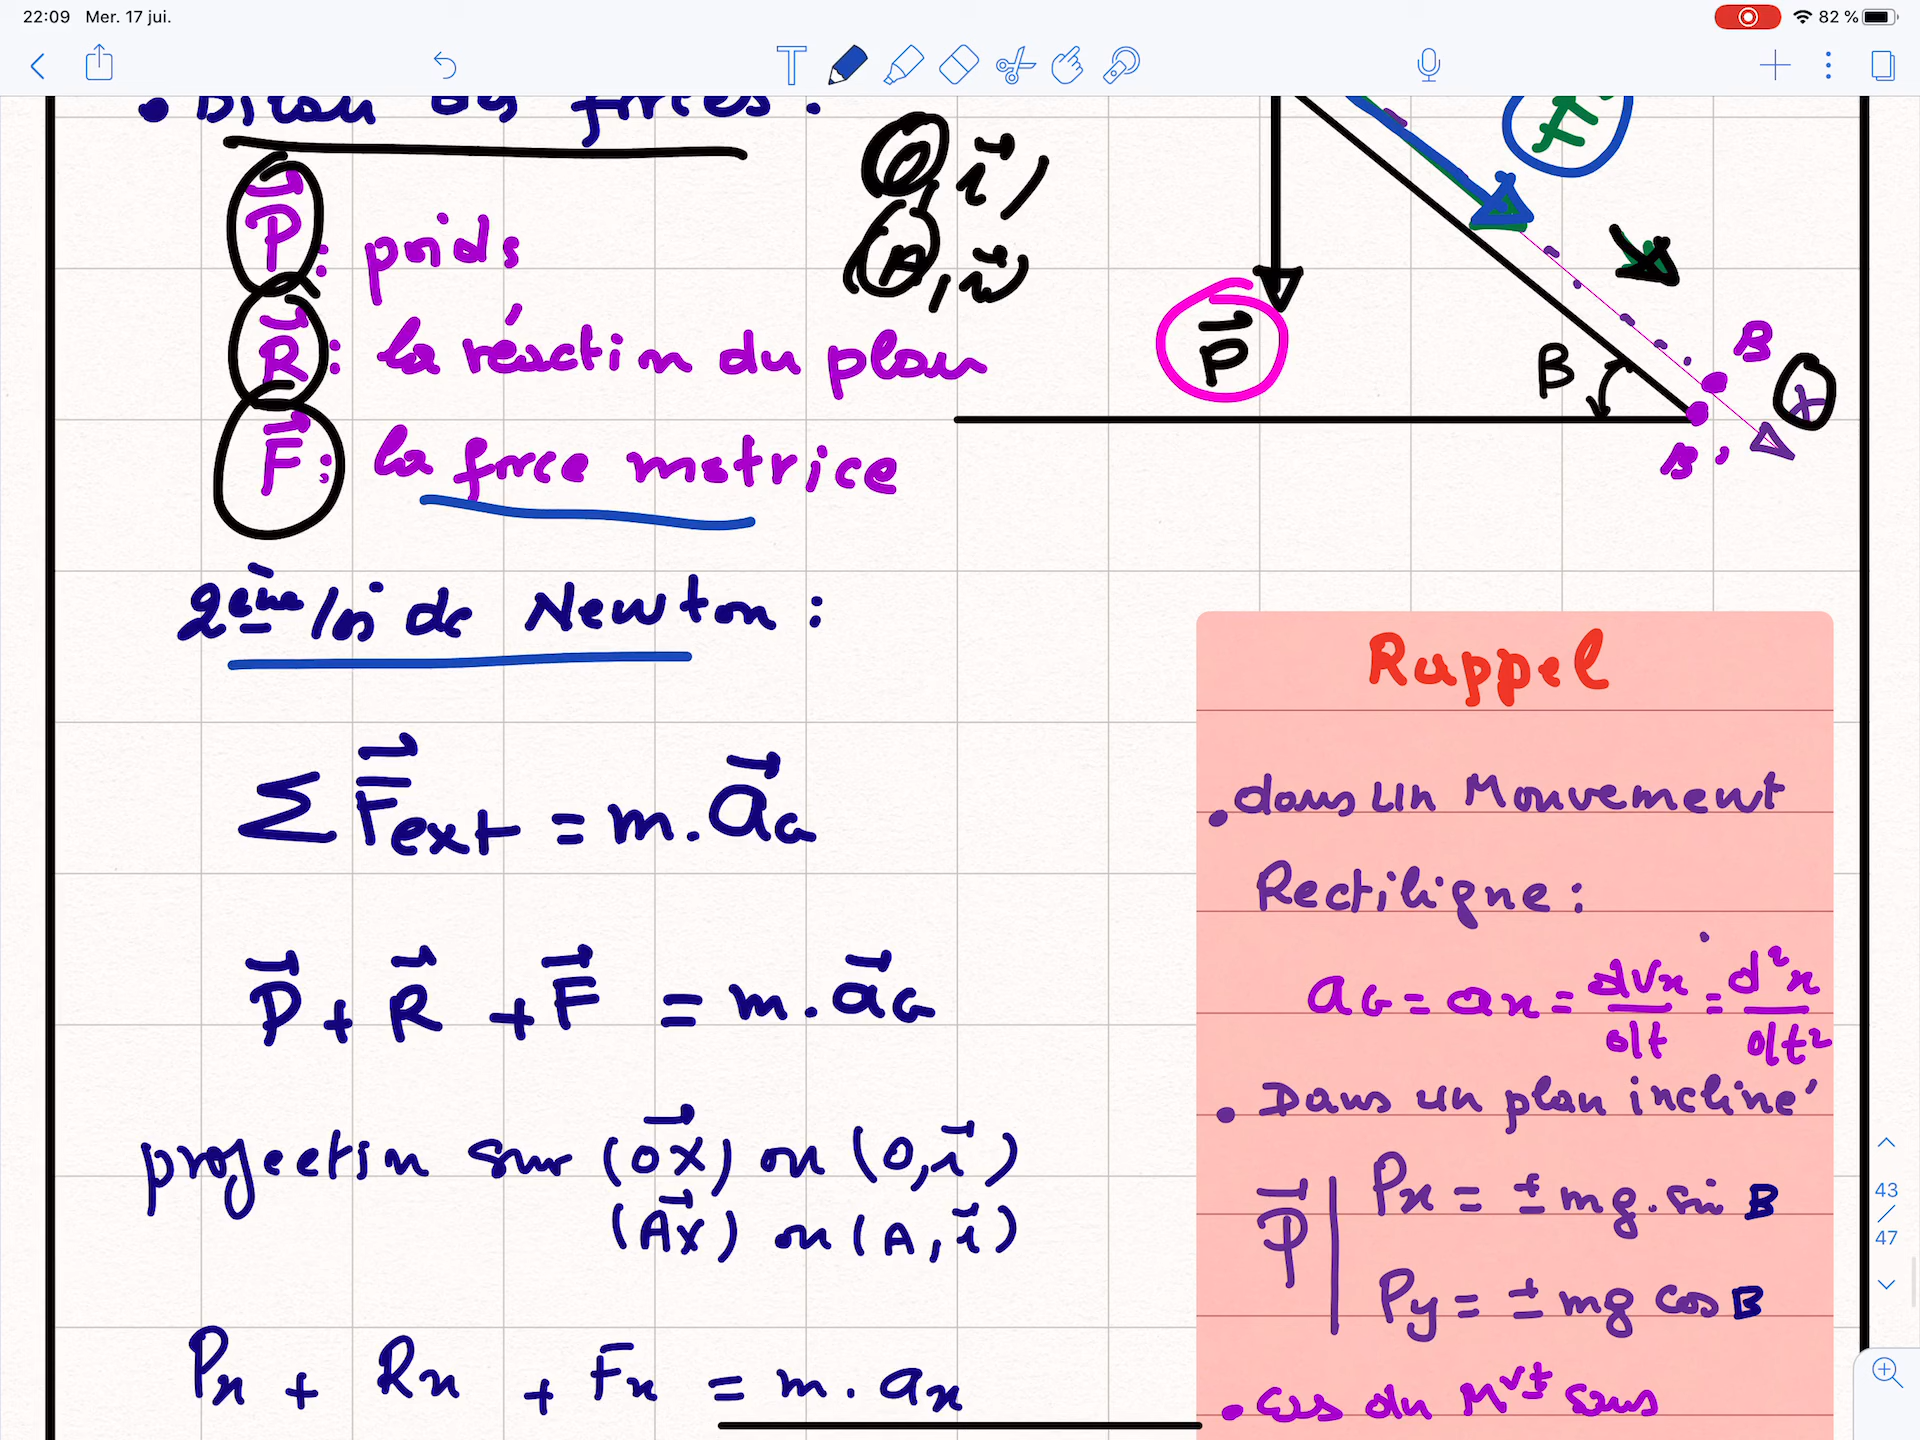 22:09 Mer. 17 jui.
82 %
• Bilan des forces :
P⃗ : poids
R⃗ : la réaction du plan
F⃗ : la force motrice
(O, i⃗)
(A, i⃗)
F⃗
P⃗
B
B
x
B'
2ème loi de Newton :
Σ F⃗ext = m. a⃗G
P⃗ + R⃗ + F⃗ = m. a⃗G
projection sur (O⃗x) ou (O, i⃗)
(A⃗x) ou (A, i⃗)
Px + Rx + Fx = m. ax
Rappel
• dans un Mouvement
Rectiligne :
aG = ax = dVx/dt = d²x/dt²
• Dans un plan incliné
P⃗ | Px = ± mg. sin B
Py = ± mg cos B
• Cas du Mvt sans
43
/
47